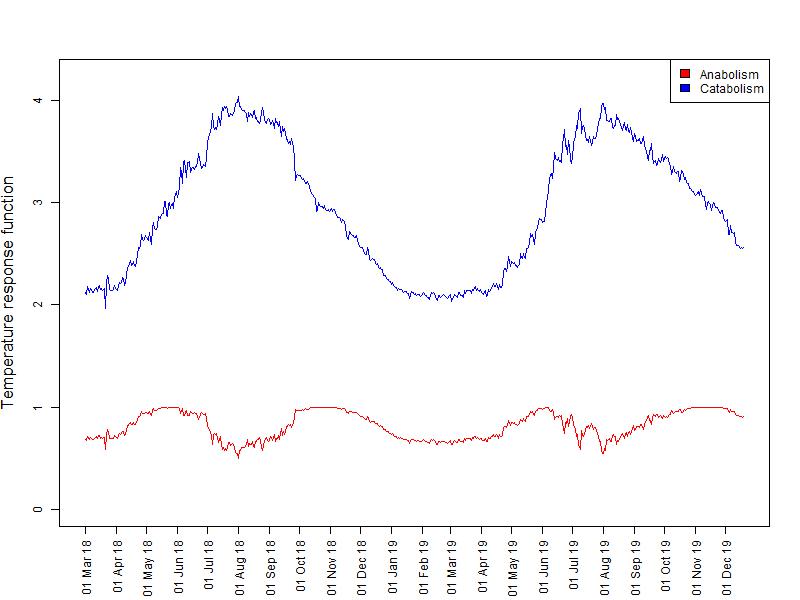 Anabolism
Catabolism
Temperature response function
4
3
2
1
0
01 Mar 18
01 Apr 18
01 May 18
01 Jun 18
01 Jul 18
01 Aug 18
01 Sep 18
01 Oct 18
01 Nov 18
01 Dec 18
01 Jan 19
01 Feb 19
01 Mar 19
01 Apr 19
01 May 19
01 Jun 19
01 Jul 19
01 Aug 19
01 Sep 19
01 Oct 19
01 Nov 19
01 Dec 19